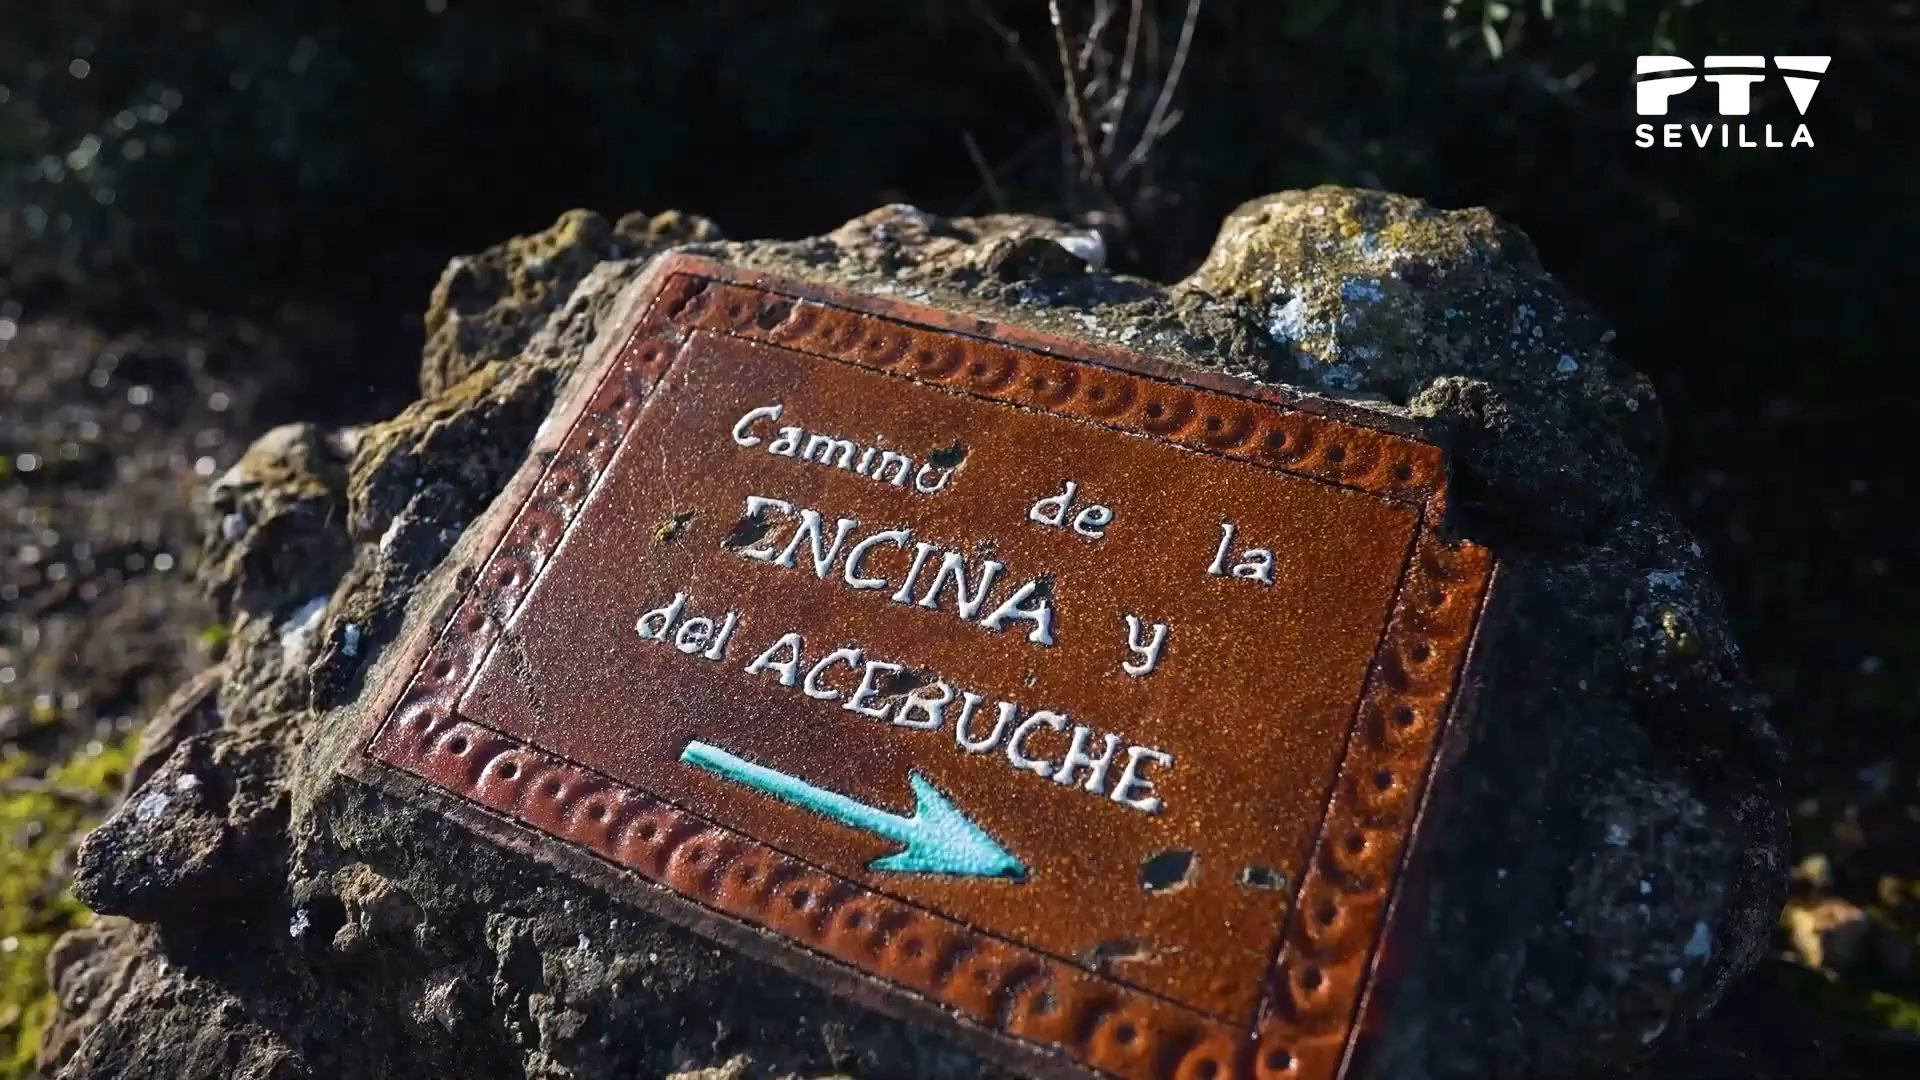 PTV
SEVILLA
Camino de la
ENCINA y
del ACEBUCHE